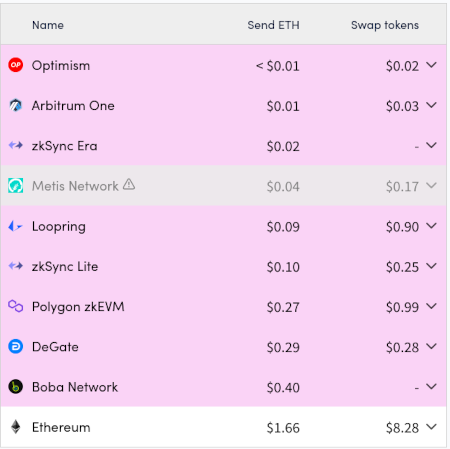 Name Send ETH Swap tokens
OP Optimism < $0.01 $0.02
Arbitrum One $0.01 $0.03
zkSync Era $0.02 -
Metis Network $0.04 $0.17
Loopring $0.09 $0.90
zkSync Lite $0.10 $0.25
Polygon zkEVM $0.27 $0.99
DeGate $0.29 $0.28
Boba Network $0.40 -
Ethereum $1.66 $8.28